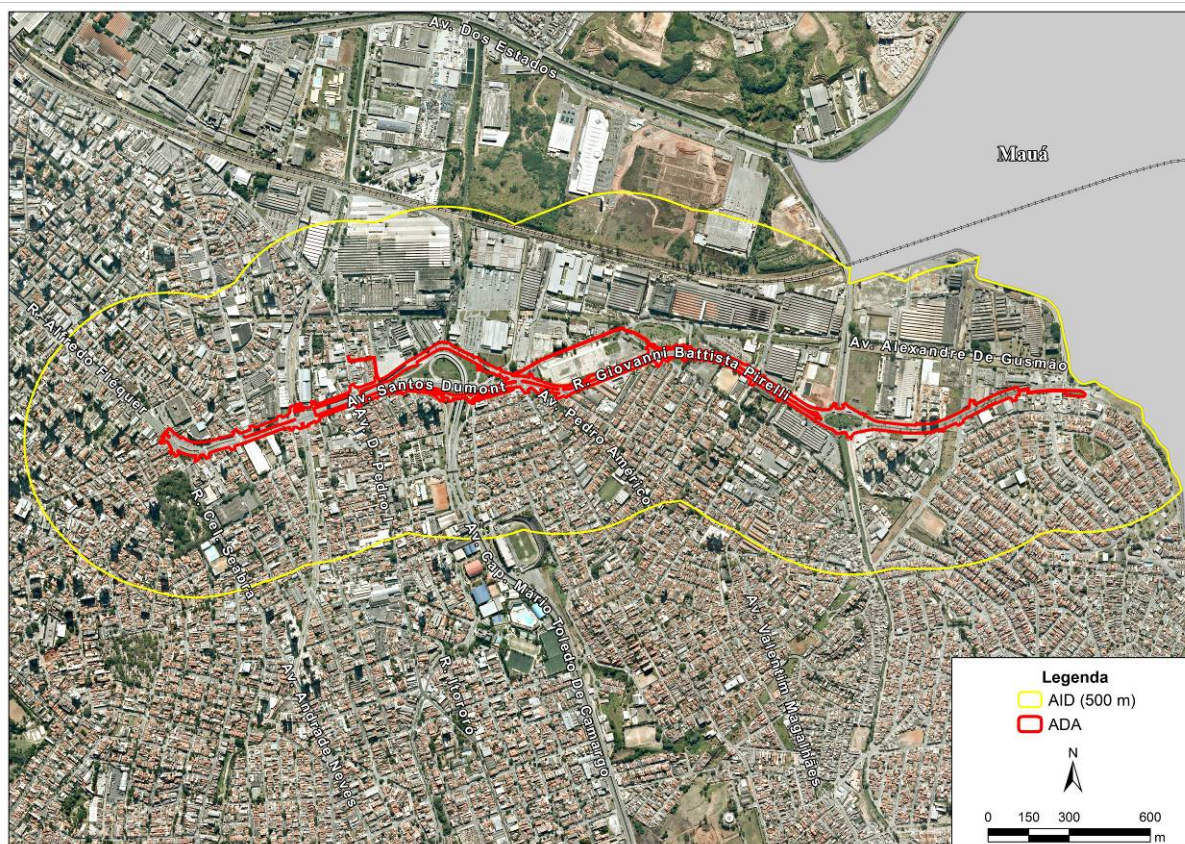 Av. Dos Estados
Mauá
R. Alfredo Fléquer
Av. Alexandre De Gusmão
R. Giovanni Battista Pirelli
Av. Santos Dumont
Av. D. Pedro I
Av. Pedro Américo
R. Cel. Seabra
Av. Cap. Mario Toledo De Camargo
Av. Valentim Magalhães
R. Itororó
Av. Andrade Neves
Legenda
AID (500 m)
ADA
N
0 150 300 600
m